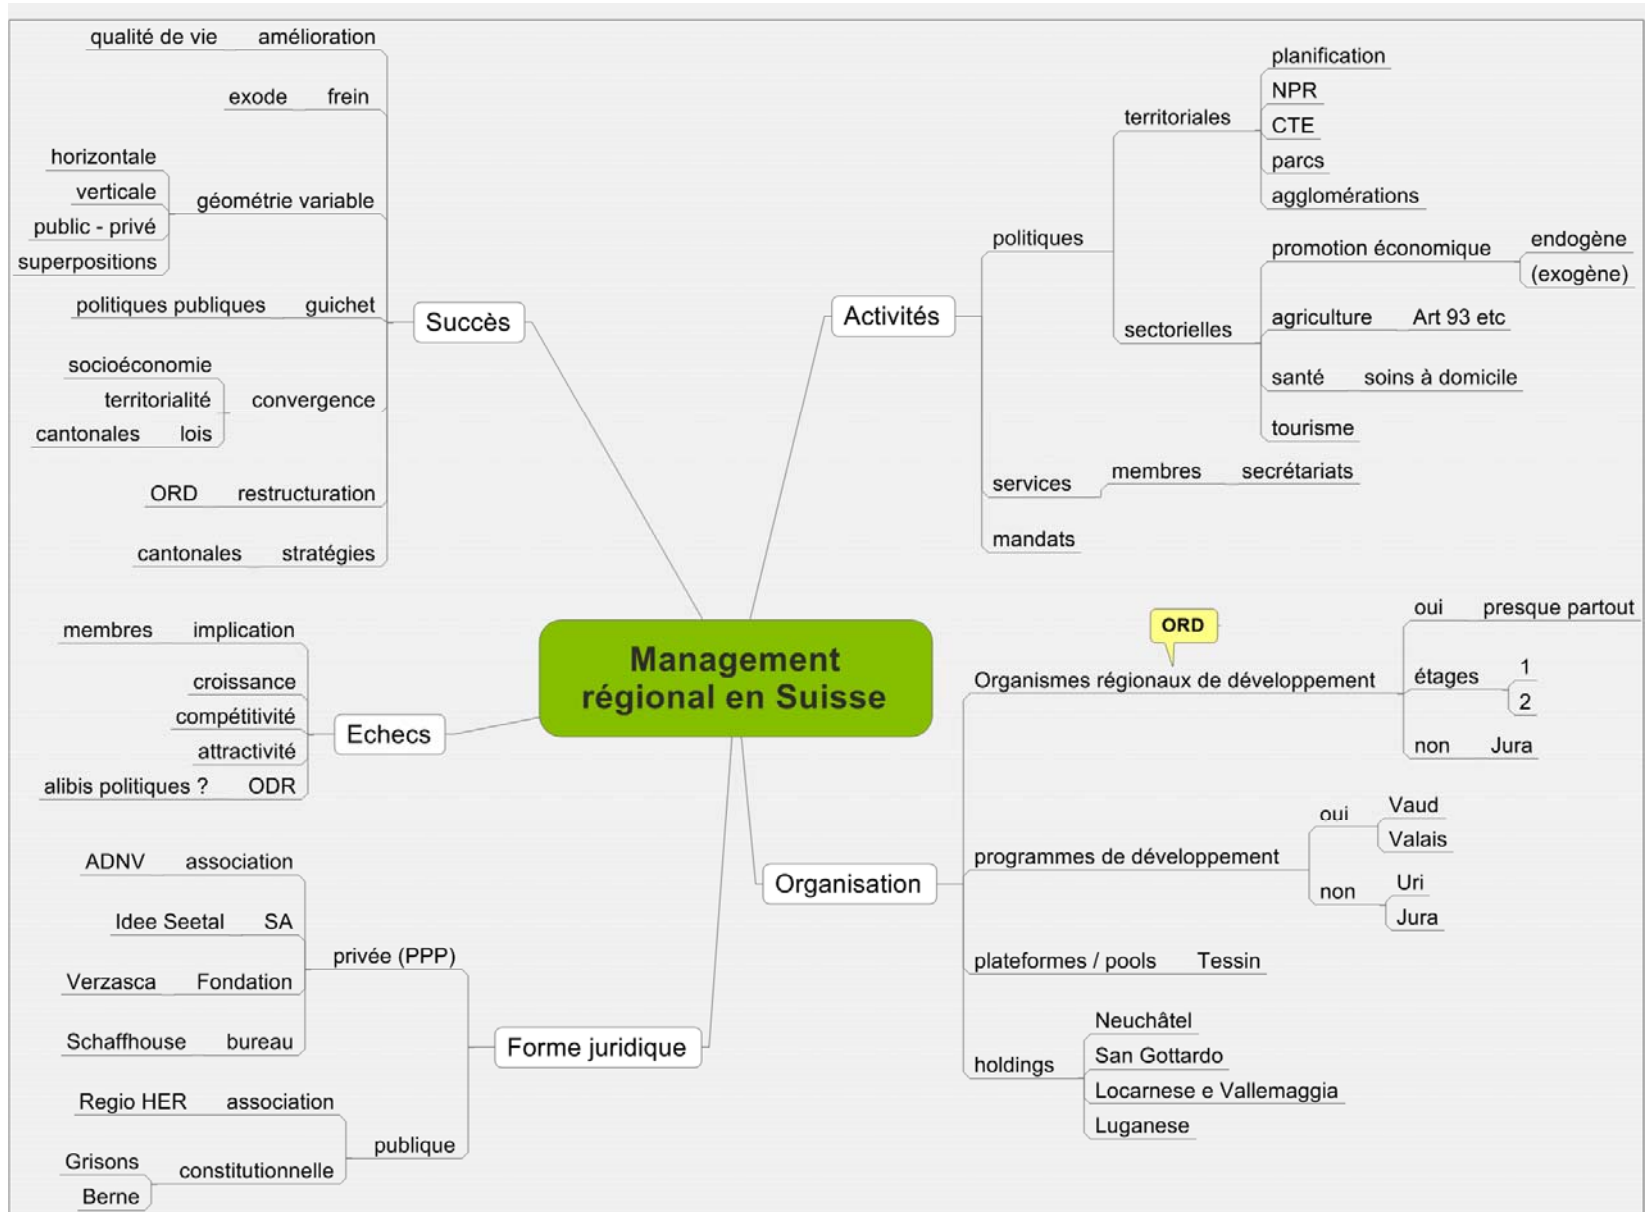 Management
régional en Suisse
Activités
politiques
territoriales
planification
NPR
CTE
parcs
agglomérations
sectorielles
promotion économique
endogène
(exogène)
agriculture
Art 93 etc
santé
soins à domicile
tourisme
services
membres
secrétariats
mandats
Organisation
ORD
Organismes régionaux de développement
oui
presque partout
étages
1
2
non
Jura
programmes de développement
oui
Vaud
Valais
non
Uri
Jura
plateformes / pools
Tessin
holdings
Neuchâtel
San Gottardo
Locarnese e Vallemaggia
Luganese
Succès
amélioration
qualité de vie
frein
exode
géométrie variable
horizontale
verticale
public - privé
superpositions
guichet
politiques publiques
convergence
socioéconomie
territorialité
lois
cantonales
restructuration
ORD
stratégies
cantonales
Echecs
implication
membres
croissance
compétitivité
attractivité
ODR
alibis politiques ?
Forme juridique
privée (PPP)
association
ADNV
SA
Idee Seetal
Fondation
Verzasca
bureau
Schaffhouse
publique
association
Regio HER
constitutionnelle
Grisons
Berne